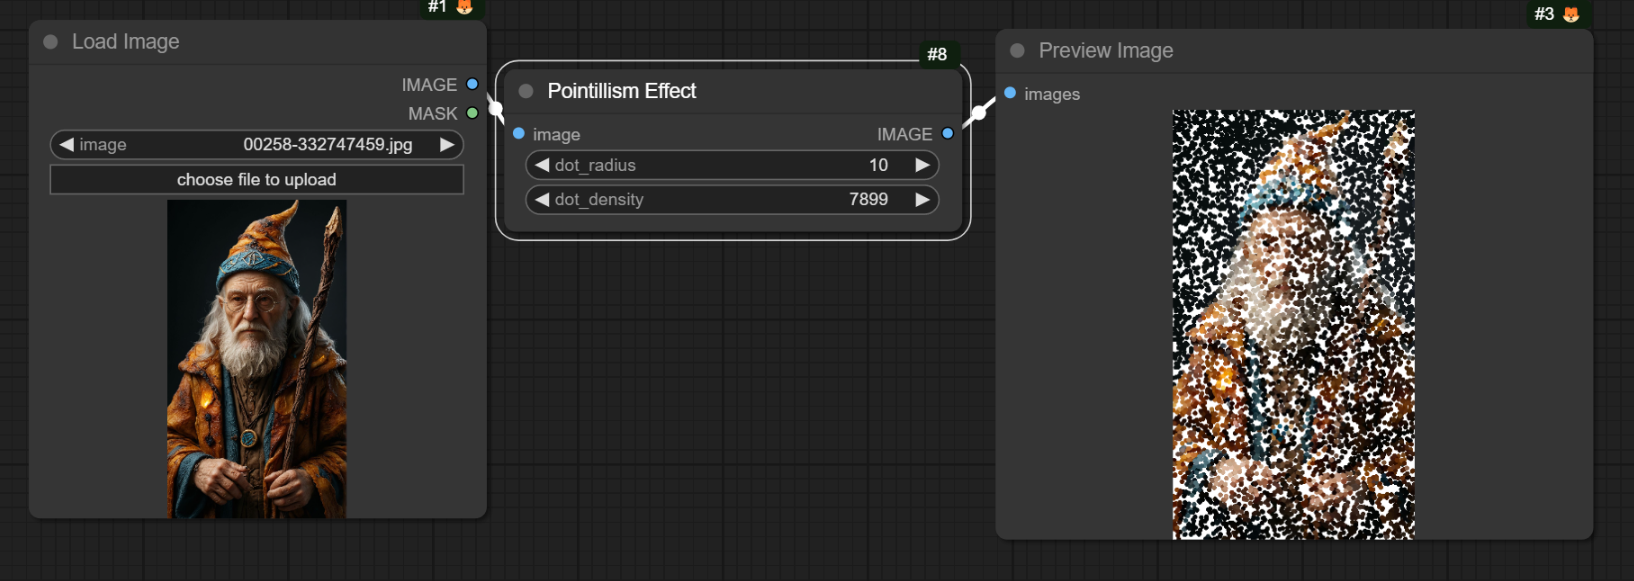 #1
Load Image
IMAGE
MASK
image 00258-332747459.jpg
choose file to upload
#8
Pointillism Effect
image IMAGE
dot_radius 10
dot_density 7899
#3
Preview Image
images